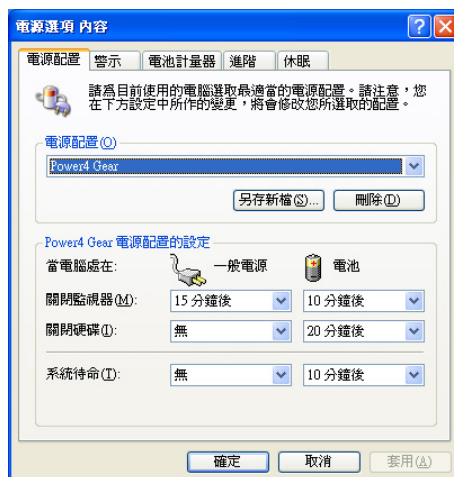 電源選項 內容
電源配置 警示 電池計量器 進階 休眠
請為目前使用的電腦選取最適當的電源配置。請注意，您
在下方設定中所作的變更，將會修改您所選取的配置。
電源配置(O)
Power4 Gear
另存新檔(S)... 刪除(D)
Power4 Gear 電源配置的設定
當電腦處在: 一般電源 電池
關閉監視器(M): 15 分鐘後 10 分鐘後
關閉硬碟(I): 無 20 分鐘後
系統待命(T): 無 10 分鐘後
確定 取消 套用(A)